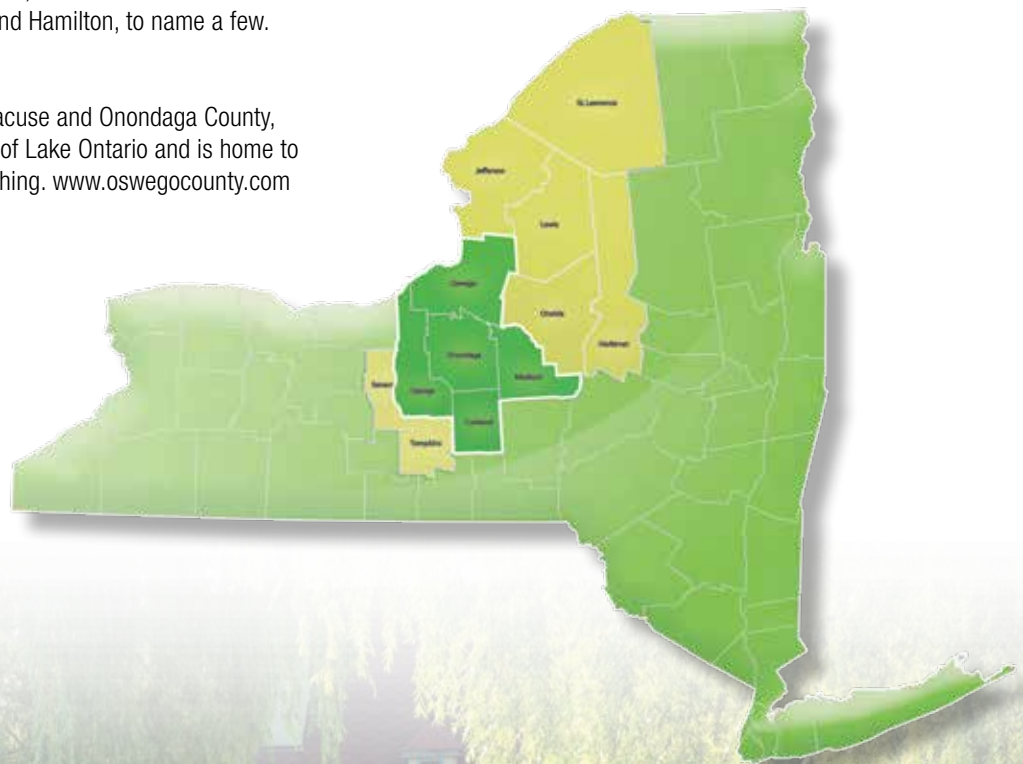 nd Hamilton, to name a few.
acuse and Onondaga County,
of Lake Ontario and is home to
hing. www.oswegocounty.com
St. Lawrence
Jefferson
Lewis
Oswego
Oneida
Herkimer
Onondaga
Madison
Seneca
Cayuga
Cortland
Tompkins